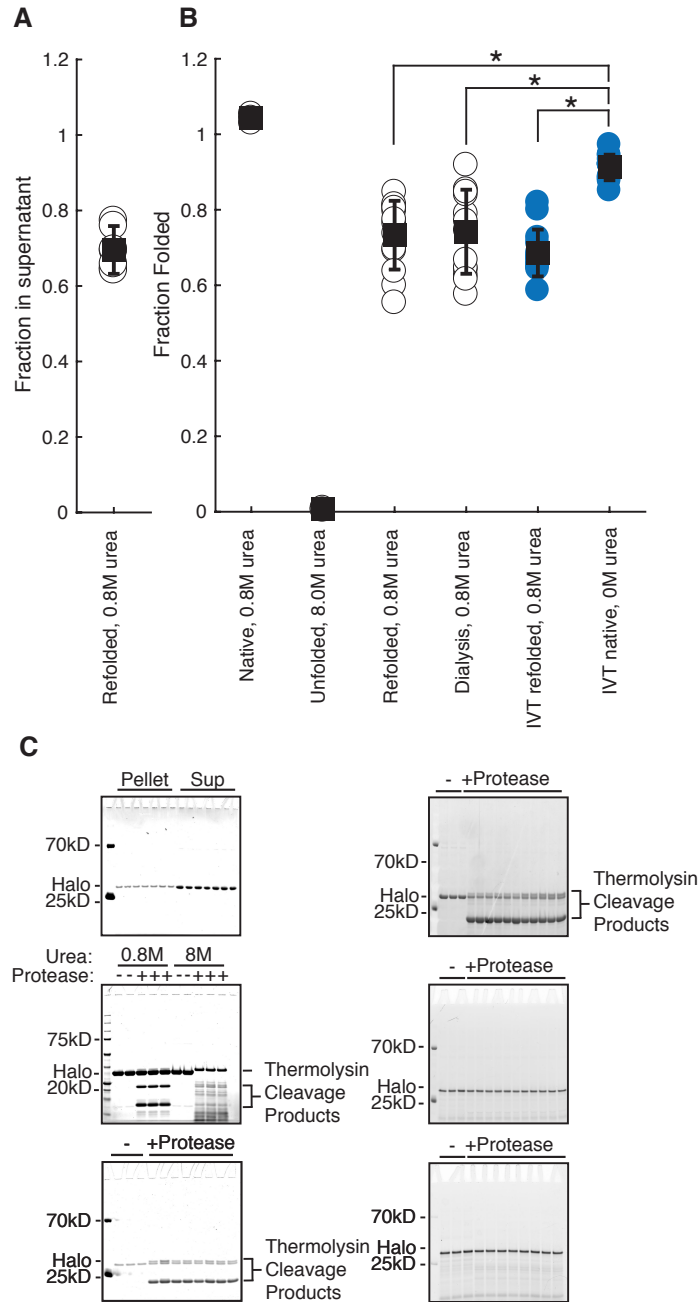 A
B
Fraction in supernatant
1.2
1
0.8
0.6
0.4
0.2
0
Refolded, 0.8M urea
Fraction Folded
1.2
1
0.8
0.6
0.4
0.2
0
* 
*
*
Native, 0.8M urea
Unfolded, 8.0M urea
Refolded, 0.8M urea
Dialysis, 0.8M urea
IVT refolded, 0.8M urea
IVT native, 0M urea
C
Pellet Sup
70kD
Halo
25kD
Urea: 0.8M 8M
Protease: - - + + + - - + + +
75kD
Halo
20kD
Thermolysin
Cleavage
Products
- +Protease
70kD
Halo
25kD
Thermolysin
Cleavage
Products
- +Protease
70kD
Halo
25kD
Thermolysin
Cleavage
Products
- +Protease
70kD
Halo
25kD
- +Protease
70kD
Halo
25kD